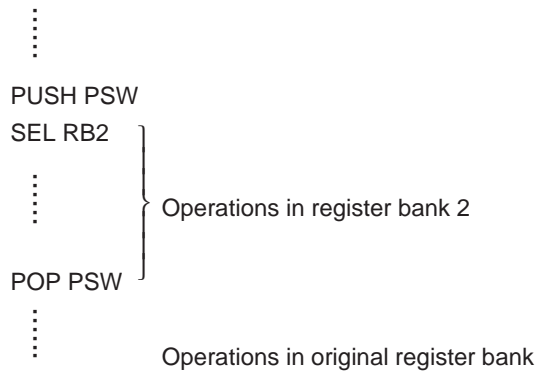 PUSH PSW
SEL RB2
Operations in register bank 2
POP PSW
Operations in original register bank